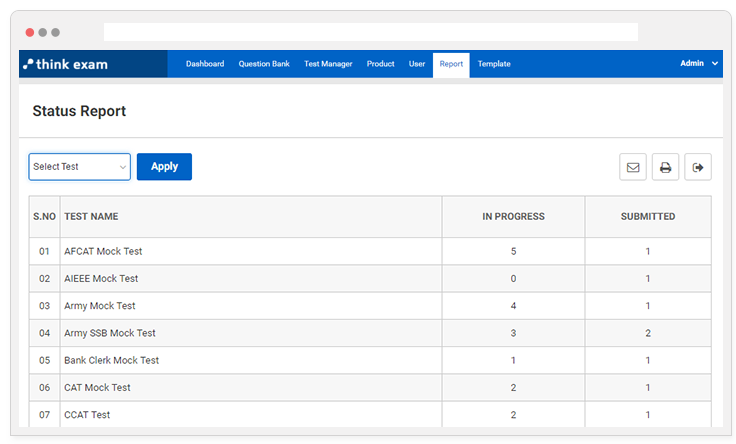 think exam Dashboard Question Bank Test Manager Product User Report Template Admin
Status Report
Select Test Apply
S.NO TEST NAME IN PROGRESS SUBMITTED
01 AFCAT Mock Test 5 1
02 AIEEE Mock Test 0 1
03 Army Mock Test 4 1
04 Army SSB Mock Test 3 2
05 Bank Clerk Mock Test 1 1
06 CAT Mock Test 2 1
07 CCAT Test 2 1